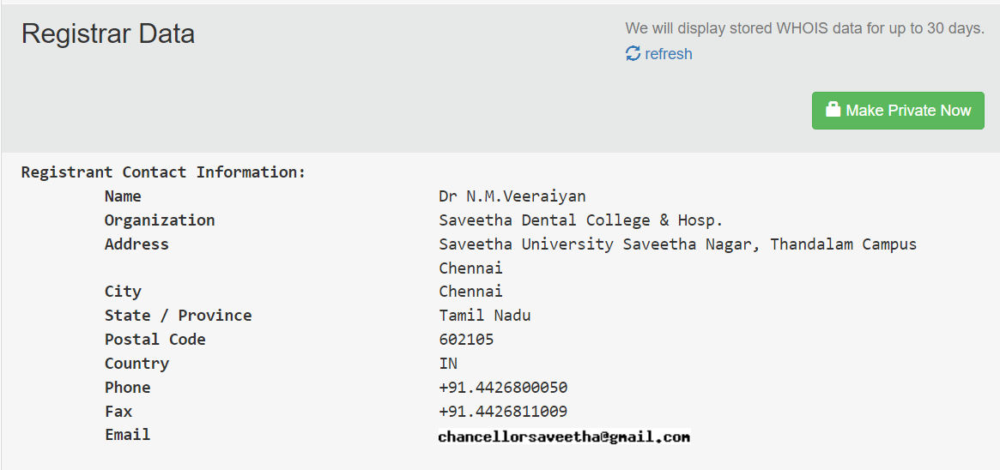 Registrar Data
We will display stored WHOIS data for up to 30 days.
refresh
Make Private Now
Registrant Contact Information:
Name Dr N.M.Veeraiyan
Organization Saveetha Dental College & Hosp.
Address Saveetha University Saveetha Nagar, Thandalam Campus
Chennai
City Chennai
State / Province Tamil Nadu
Postal Code 602105
Country IN
Phone +91.4426800050
Fax +91.4426811009
Email chancellorsaveetha@gmail.com